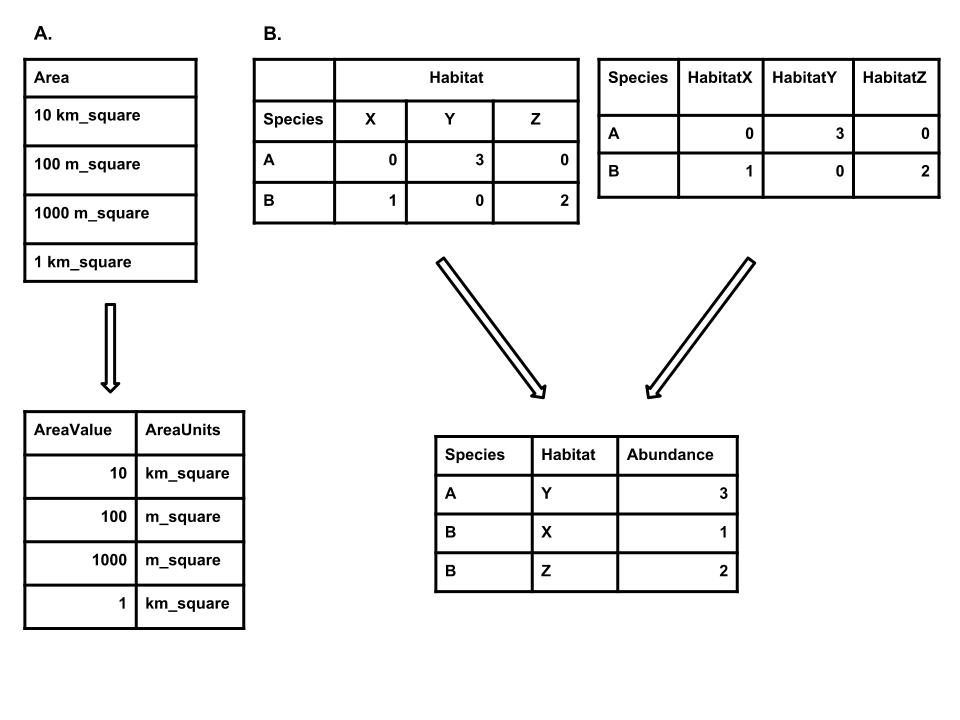 A.
Area
10 km_square
100 m_square
1000 m_square
1 km_square
AreaValue AreaUnits
10 km_square
100 m_square
1000 m_square
1 km_square
B.
Habitat
Species X Y Z
A 0 3 0
B 1 0 2
Species HabitatX HabitatY HabitatZ
A 0 3 0
B 1 0 2
Species Habitat Abundance
A Y 3
B X 1
B Z 2